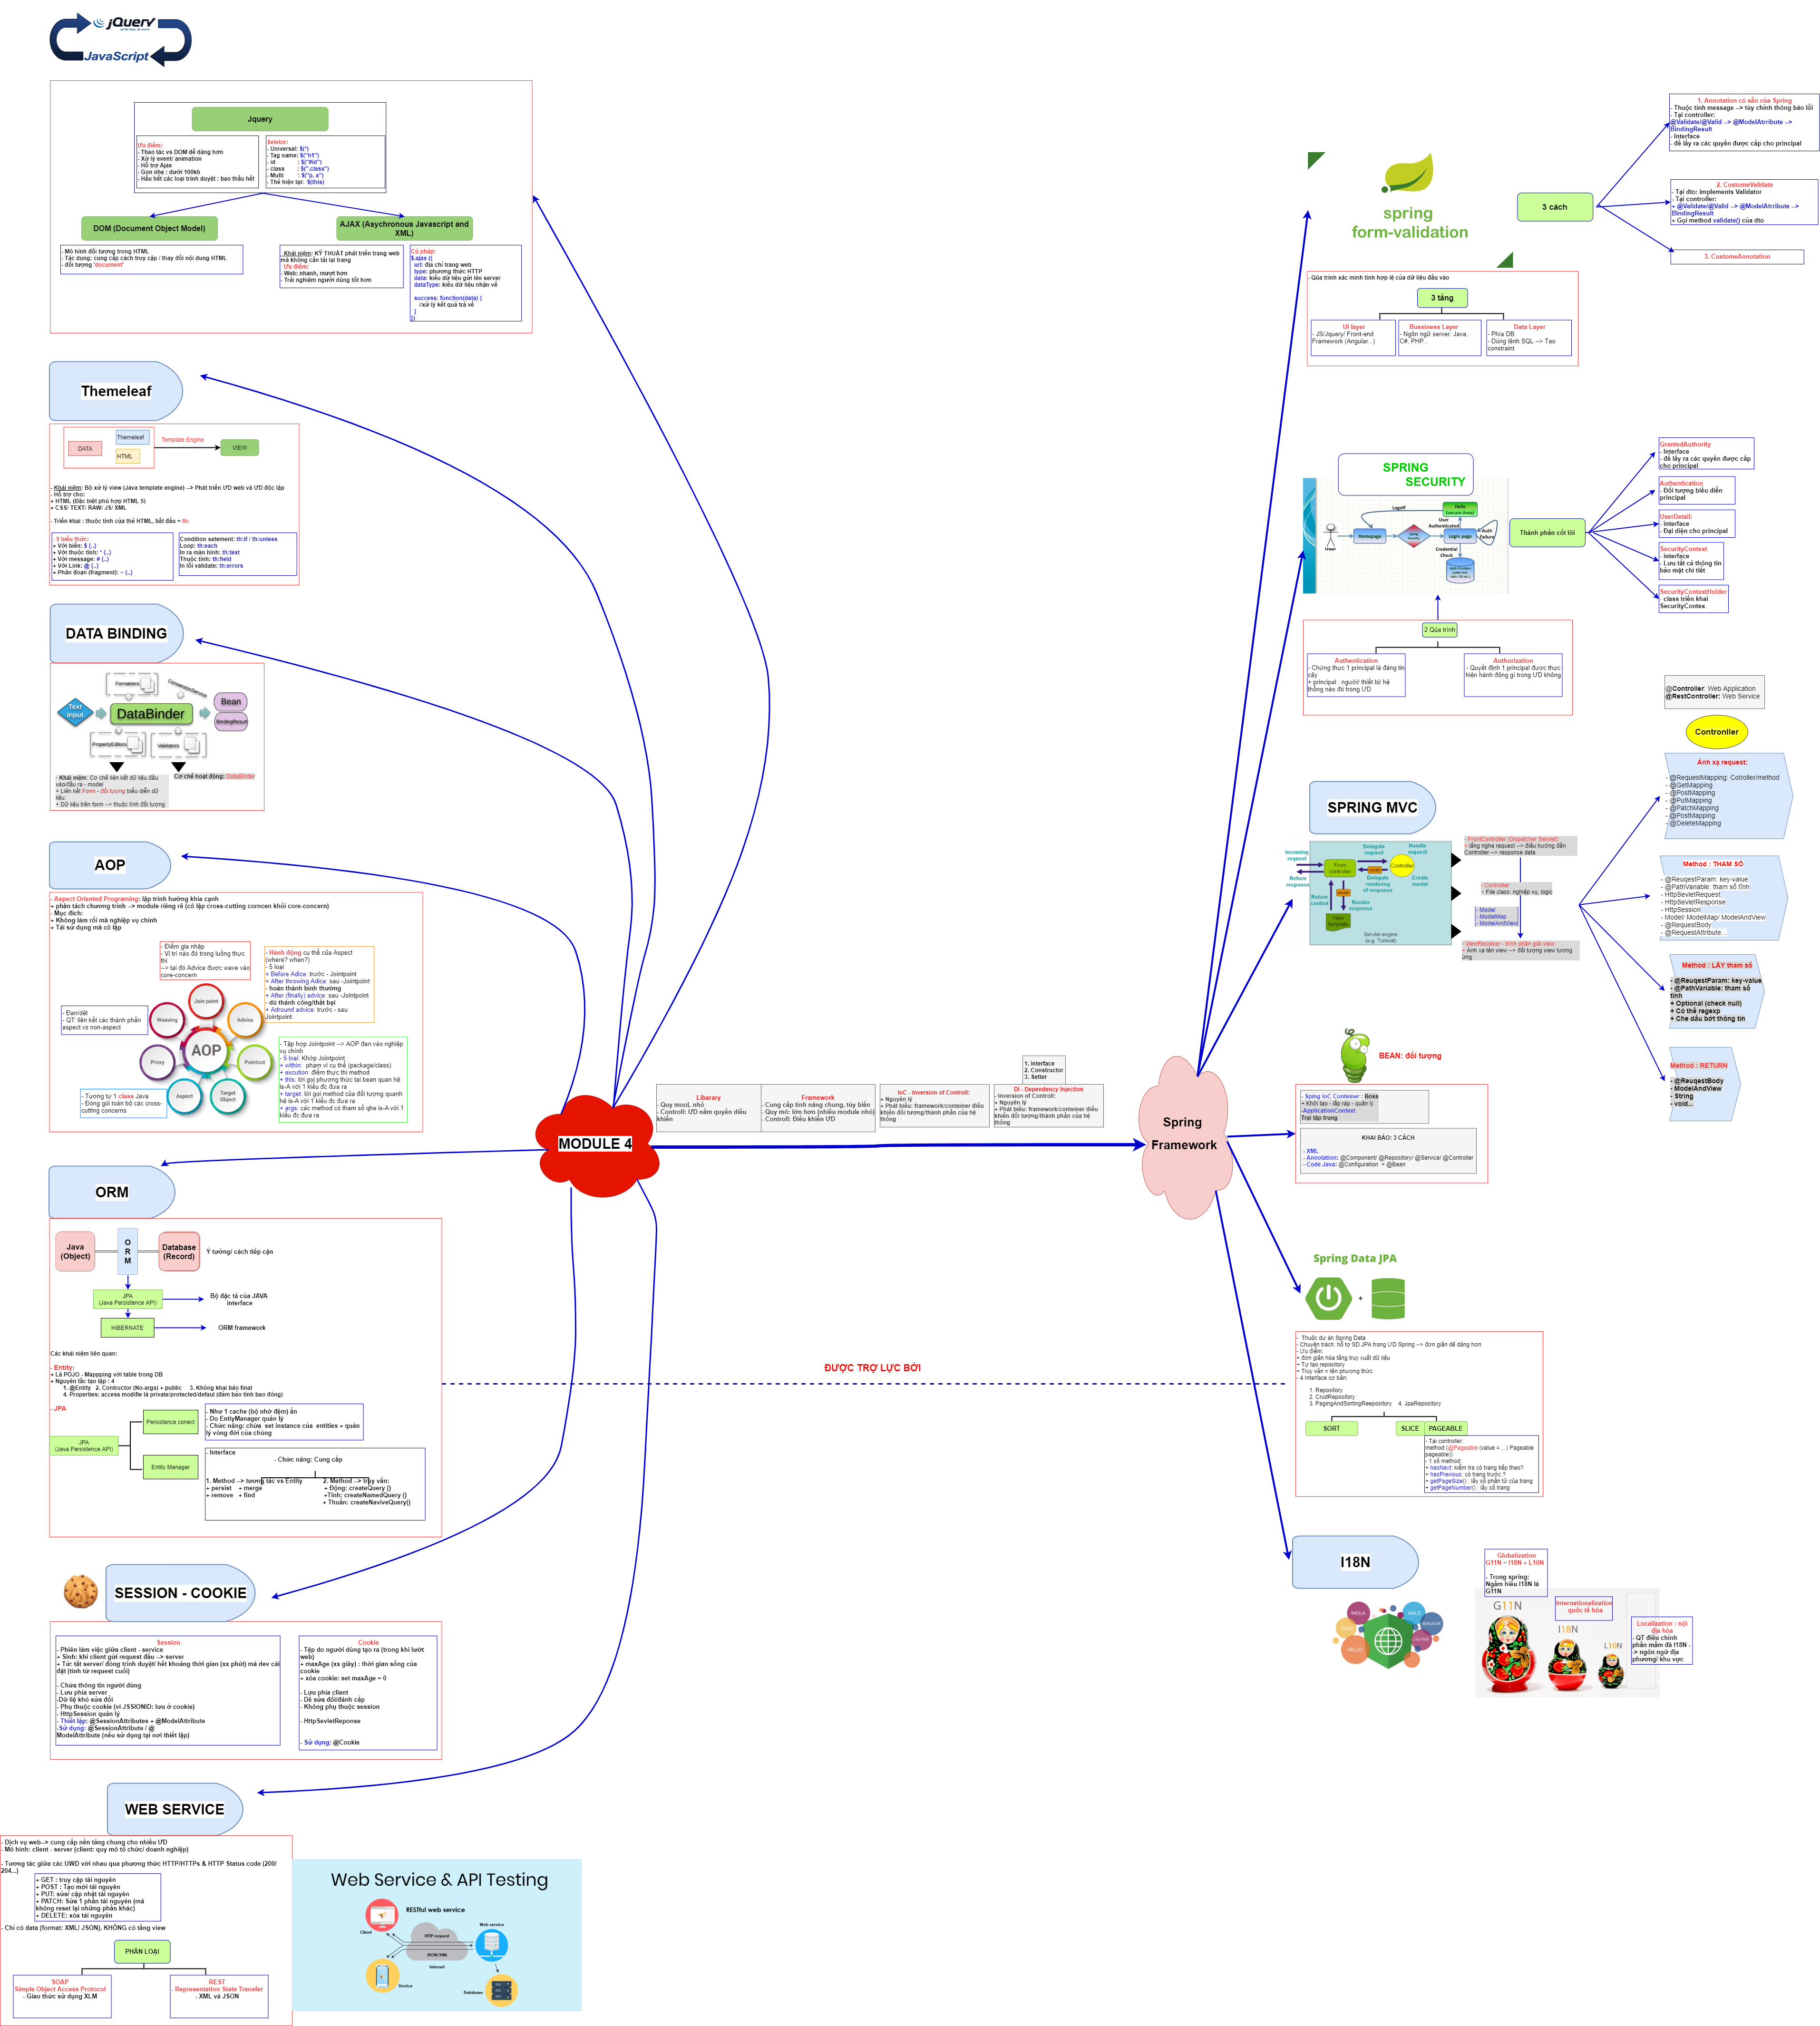 jQuery
write less, do more.
JavaScript
Jquery
Ưu điểm:
- Thao tác vs DOM dễ dàng hơn
- Xử lý event/ animation
- Hỗ trợ Ajax
- Gọn nhẹ : dưới 100kb
- Hầu hết các loại trình duyệt : bao thầu hết
Seletor:
- Universal: $(*)
- Tag name: $("h1")
- id : $("#id")
- class : $(".class")
- Multi : $("p, a")
- Thể hiện tại: $(this)
DOM (Document Object Model)
- Mô hình đối tượng trong HTML
- Tác dụng: cung cấp cách truy cập / thay đổi nội dung HTML
- đối tượng "document"
AJAX (Asychronous Javascript and
XML)
- Khái niệm: KỸ THUẬT phát triển trang web
mà không cần tải lại trang
- Ưu điểm:
- Web: nhanh, mượt hơn
- Trải nghiệm người dùng tốt hơn
Cú pháp:
$.ajax ({
url: địa chỉ trang web
type: phương thức HTTP
data: kiểu dữ liệu gửi lên server
dataType: kiểu dữ liệu nhận về
success: function(data) {
//xử lý kết quả trả về
}
})
Themeleaf
DATA
Themeleaf
HTML
Template Engine
VIEW
- Khái niệm: Bộ xử lý view (Java template engine) --> Phát triển ƯD web và ƯD độc lập
- Hỗ trợ cho:
+ HTML (Đặc biệt phù hợp HTML 5)
+ CSS/ TEXT/ RAW/ JS/ XML
- Triển khai : thuộc tính của thẻ HTML, bắt đầu = th:
5 biểu thức:
+ Với biến: $ {..}
+ Với thuộc tính: * {..}
+ Với message: # {..}
+ Với Link: @ {..}
+ Phân đoạn (fragment): ~ {..}
Condition satement: th:if / th:unless
Loop: th:each
In ra màn hình: th:text
Thuộc tính: th:field
In lỗi validate: th:errors
DATA BINDING
Formatters
ConversionService
Text
Input
DataBinder
Bean
BindingResult
PropertyEditors
Validators
- Khái niệm: Cơ chế liên kết dữ liệu đầu
vào/đầu ra - model
+ Liên kết Form - đối tượng biểu diễn dữ
liệu:
+ Dữ liệu trên form --> thuộc tính đối tượng
Cơ chế hoạt động: DataBinder
AOP
- Aspect Oriented Programing: lập trình hướng khía cạnh
+ phân tách chương trình --> module riêng rẽ (cô lập cross-cutting corncen khỏi core-concern)
- Mục đích:
+ Không làm rối mã nghiệp vụ chính
+ Tái sử dụng mã cô lập
- Điểm gia nhập
- Vị trí nào đó trong luồng thực
thi
--> tại đó Advice được wave vào
core-concern
- Hành động cụ thể của Aspect
(where? when?)
- 5 loại
+ Before Adice: trước - Jointpoint
+ After throwing Adice: sau -Jointpoint
- hoàn thành bình thường
+ After (finally) advice: sau -Jointpoint
- dù thành công/thất bại
+ Adround advice: trước - sau
Jointpoint
- Đan/dệt
- QT: liên kết các thành phần
aspect vs non-aspect
Join point
Weaving
Advice
Proxy
AOP
Pointcut
Aspect
Target
Object
- Tương tự 1 class Java
- Đóng gói toàn bộ các cross-
cutting concerns
- Tập hợp Jointpoint --> AOP đan vào nghiệp
vụ chính
- 5 loại: Khớp Jointpoint :
+ within : phạm vi cụ thể (package/class)
+ excution: điểm thực thi method
+ this: lời gọi phương thức tại bean quan hệ
is-A với 1 kiểu đc đưa ra
+ target: lời gọi method của đối tượng quanh
hệ is-A với 1 kiểu đc đưa ra
+ args: các method có tham số qhe is-A với 1
kiểu đc đưa ra
ORM
Java
(Object)
O
R
M
Database
(Record)
Ý tưởng/ cách tiếp cận
JPA
(Java Persistence API)
Bộ đặc tả của JAVA
interface
HIBERNATE
ORM framework
Các khái niệm liên quan:
- Entity:
+ Là POJO - Mappping với table trong DB
+ Nguyên tắc tạo lập : 4
1. @Entity 2. Contructor (No-args) + public 3. Không khai báo final
4. Properties: access modifile là private/protected/defaul (đảm bảo tính bao đóng)
- JPA
JPA
(Java Persistence API)
Persistance conext
Entity Manager
- Như 1 cache (bộ nhớ đệm) ẩn
- Do EntiyManager quản lý
- Chức năng: chứa set instance của entities + quản
lý vòng đời của chúng
- Interface
- Chức năng: Cung cấp
1. Method --> tương tác vs Entity
+ persist + merge
+ remove + find
2. Method --> truy vấn:
+ Động: createQuery ()
+Tĩnh: createNamedQuery ()
+ Thuần: createNaviveQuery()
SESSION - COOKIE
Session
- Phiên làm việc giữa client - service
+ Sinh: khi client gửi request đầu --> server
+ Tử: tắt server/ đóng trình duyệt/ hết khoảng thời gian (xx phút) mà dev cài
đặt (tính từ request cuối)
- Chứa thông tin người dùng
- Lưu phía server
-Dữ liệ khó sửa đổi
- Phụ thuộc cookie (vì JSSIONID: lưu ở cookie)
- HttpSession quản lý
- Thiết lập: @SessionAttributes + @ModelAttribute
-Sử dụng: @SessionAttribute / @
ModelAttribute (nếu sử dụng tại nơi thiết lập)
Cookie
- Tệp do người dùng tạo ra (trong khi lướt
web)
+ maxAge (xx giây) : thời gian sống của
cookie
+ xóa cookie: set maxAge = 0
- Lưu phía client
- Dễ sửa đổi/đánh cắp
- Không phụ thuộc session
- HttpSevletReponse
- Sử dụng: @Cookie
WEB SERVICE
- Dịch vụ web--> cung cấp nền tảng chung cho nhiều ƯD
- Mô hình: client - server (client: quy mô tổ chức/ doanh nghiệp)
- Tương tác giữa các UWD với nhau qua phương thức HTTP/HTTPs & HTTP Status code (200/
204...)
+ GET : truy cập tài nguyên
+ POST : Tạo mới tài nguyên
+ PUT: sửa/ cập nhật tài nguyên
+ PATCH: Sửa 1 phần tài nguyên (mà
không reset lại những phần khác)
+ DELETE: xóa tài nguyên
- Chỉ có data (format: XML/ JSON), KHÔNG có tầng view
PHÂN LOẠI
SOAP
Simple Object Access Protocol
- Giao thức sử dụng XLM
REST
- Representation State Transfer
- XML và JSON
Web Service & API Testing
RESTful web service
Client
HTTP request
JSON/XML
Internet
Web service
Device
Database
MODULE 4
Libarary
- Quy mooL nhỏ
- Controll: ƯD nắm quyền điều
khiển
Framework
- Cung cấp tính năng chung, tùy biến
- Quy mô: lớn hơn (nhiều module nhỏ)
- Controll: Điều khiển ƯD
IoC - Inversion of Controll:
+ Nguyên lý
+ Phát biểu: framework/conteiner điều
khiển đối tượng/thành phần của hệ
thống
1. Interface
2. Constructor
3. Setter
DI - Dependency Injection
- Inversion of Controll:
+ Nguyên lý
+ Phát biểu: framework/conteiner điều
khiển đối tượng/thành phần của hệ
thống
ĐƯỢC TRỢ LỰC BỞI
Spring
Framework
spring
form-validation
3 cách
1. Annotation có sẵn của Spring
- Thuộc tính message --> tùy chỉnh thông báo lỗi
- Tại controller:
@Validate/@Valid --> @ModelAtrribute -->
BindingResult
- Interface
- để lấy ra các quyền được cấp cho principal
2. CustomeValidate
- Tại dto: implements Validator
- Tại controller:
+ @Validate/@Valid --> @ModelAtrribute -->
BindingResult
+ Gọi method validate() của dto
3. CustomeAnnotation
- Qúa trình xác minh tính hợp lệ của dữ liệu đầu vào
3 tầng
UI layer
- JS/Jquery/ Front-end
Framework (Angular...)
Bussiness Layer
- Ngôn ngữ server: Java,
C#, PHP...
Data Layer
- Phía DB.
- Dùng lệnh SQL --> Tạo
constraint
SPRING
SECURITY
Logoff
Hello
(secure Area)
User
Authenticated
User
Homepage
Spring
Security
Login page
Auth
Failure
Credential
Check
Thành phần cốt lõi
GrantedAuthority
- Interface
- để lấy ra các quyền được cấp
cho principal
Authentication
- Đối tượng biểu diễn
principal
UserDetail:
- interface
- Đại diện cho principal
SecurityContext
- interface
- Lưu tất cả thông tin
bảo mật chi tiết
SecurityContextHolder
- class triển khai
SecurityContex
2 Qúa trình
Authentication
- Chứng thực 1 principal là đáng tin
cậy
+ principal : người/ thiết bị/ hệ
thống nào đó trong ƯD
Authorization
- Quyết định 1 principal được thực
hiện hành động gì trong ƯD không
@Controller: Web Application
@RestController: Web Service
Contronller
Ánh xạ request:
- @RequestMapping: Cotroller/method
- @GetMapping
- @PostMapping
- @PutMapping
- @PatchMapping
- @PostMapping
- @DeleteMapping
SPRING MVC
Incoming
request
Return
response
Front
controller
Delegate
request
Handle
request
Controller
model
Delegate
rendering
of response
Create
model
Return
control
model
Render
response
View
template
Servlet engine
(e.g. Tomcat)
- FrontController (Dispatcher Servlet):
+ lắng nghe request --> điều hướng đến
Controller --> response data
- Controller:
+ File class: nghiệp vụ, logic
- Model
- ModelMap
- ModelAndView
- ViewResolver - trình phân giải view:
+ Ánh xạ tên view --> đối tượng view tương
ứng
Method : THAM SỐ
- @ReuqestParam: key-value
- @PathVariable: tham số tĩnh
- HttpSevletRequest
- HttpSevletResponse
- HttpSession
- Model/ ModelMap/ ModelAndView
- @RequestBody
- @RequestAttribute...
Method : LẤY tham số
- @ReuqestParam: key-value
- @PathVariable: tham số
tĩnh
+ Optional (check null)
+ Có thể regexp
+ Che dấu bớt thông tin
Method : RETURN
- @ReuqestBody
- ModelAndView
- String
- void...
BEAN: đối tượng
- Sping IoC Conteiner : Boss
+ Khởi tạo - lắp ráp - quản lý
-ApplicationContext:
Trại tập trung
KHAI BÁO: 3 CÁCH
- XML
- Annotation: @Component/ @Repository/ @Service/ @Controller
- Code Java: @Configuration + @Bean
Spring Data JPA
+
- Thuộc dự án Spring Data
- Chuyên trách: hỗ trợ SD JPA trong ƯD Spring --> đơn giản dễ dàng hơn
- Ưu điểm:
+ đơn giản hóa tầng truy xuất dữ liệu
+ Tự tạo repository
+ Truy vấn = tên phương thức
- 4 Interface cơ bản:
1. Repository
2. CrudRepository
3. PagingAndSortingReepository 4. JpaRepository
SORT
SLICE
PAGEABLE
- Tại controller:
method (@Pageable (value = ...) Pageable
pageable))
- 1 số method:
+ hasNext: kiểm tra có trang tiếp theo?
+ hasPrevious: có trang trước ?
+ getPageSize() : lấy số phần tử của trang
+ getPageNumber() : lấy số trang
I18N
HOLA
HALO
BONJOUR
CIAO
HELLO
Globalization
G11N = I18N + L10N
- Trong spring:
Ngầm hiểu I18N là
G11N
G11N
Internationalization
quốc tế hóa
I18N
L10N
Localization : nội
địa hóa
- QT điều chỉnh
phần mềm đã I18N -
-> ngôn ngữ địa
phương/ khu vực